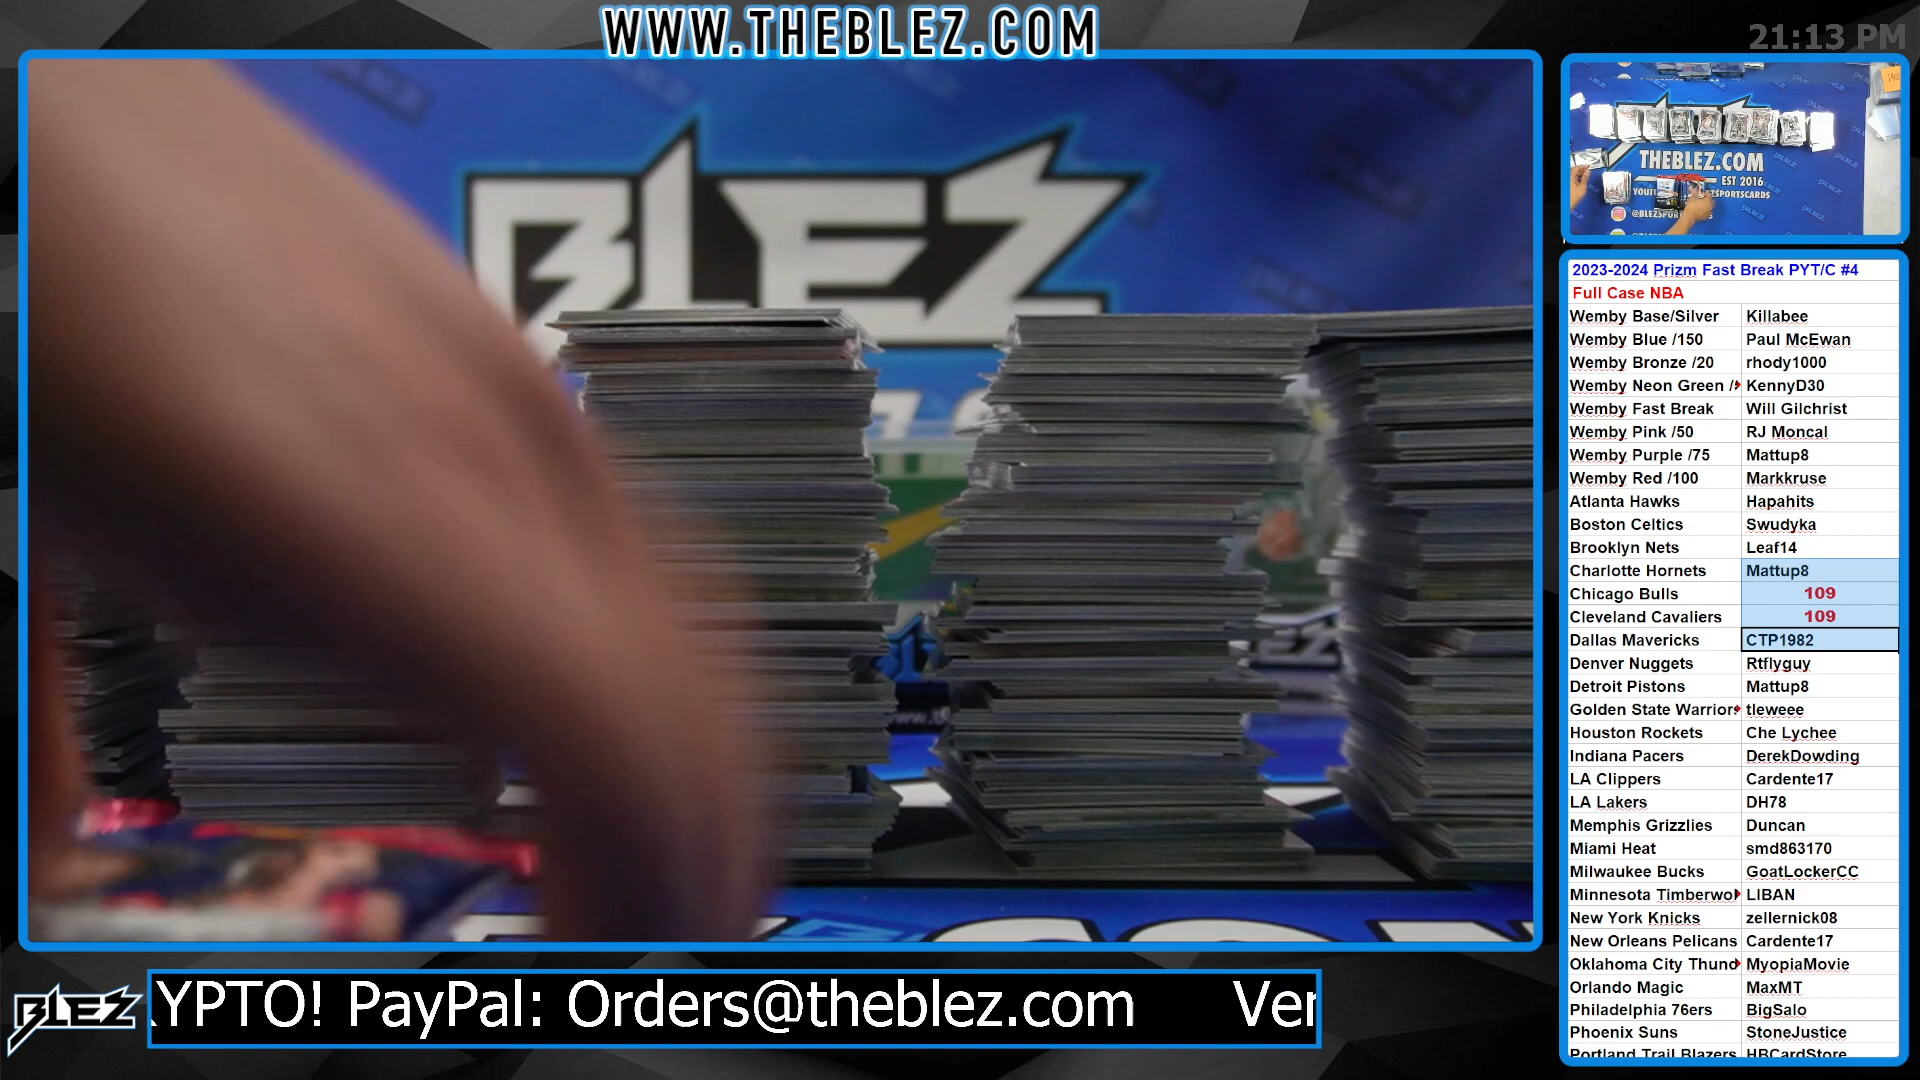 WWW.THEBLEZ.COM
21:13 PM
BLEZ
THEBLEZ.COM
EST 2016
2023-2024 Prizm Fast Break PYT/C #4
Full Case NBA
Wemby Base/Silver Killabee
Wemby Blue /150 Paul McEwan
Wemby Bronze /20 rhody1000
Wemby Neon Green / KennyD30
Wemby Fast Break Will Gilchrist
Wemby Pink /50 RJ Moncal
Wemby Purple /75 Mattup8
Wemby Red /100 Markkruse
Atlanta Hawks Hapahits
Boston Celtics Swudyka
Brooklyn Nets Leaf14
Charlotte Hornets Mattup8
Chicago Bulls 109
Cleveland Cavaliers 109
Dallas Mavericks CTP1982
Denver Nuggets Rtflyguy
Detroit Pistons Mattup8
Golden State Warriors tleweee
Houston Rockets Che Lychee
Indiana Pacers DerekDowding
LA Clippers Cardente17
LA Lakers DH78
Memphis Grizzlies Duncan
Miami Heat smd863170
Milwaukee Bucks GoatLockerCC
Minnesota Timberwol LIBAN
New York Knicks zellernick08
New Orleans Pelicans Cardente17
Oklahoma City Thund MyopiaMovie
Orlando Magic MaxMT
Philadelphia 76ers BigSalo
Phoenix Suns StoneJustice
Portland Trail Blazers HBCardStore
BLEZ
YPTO! PayPal: Orders@theblez.com Ver